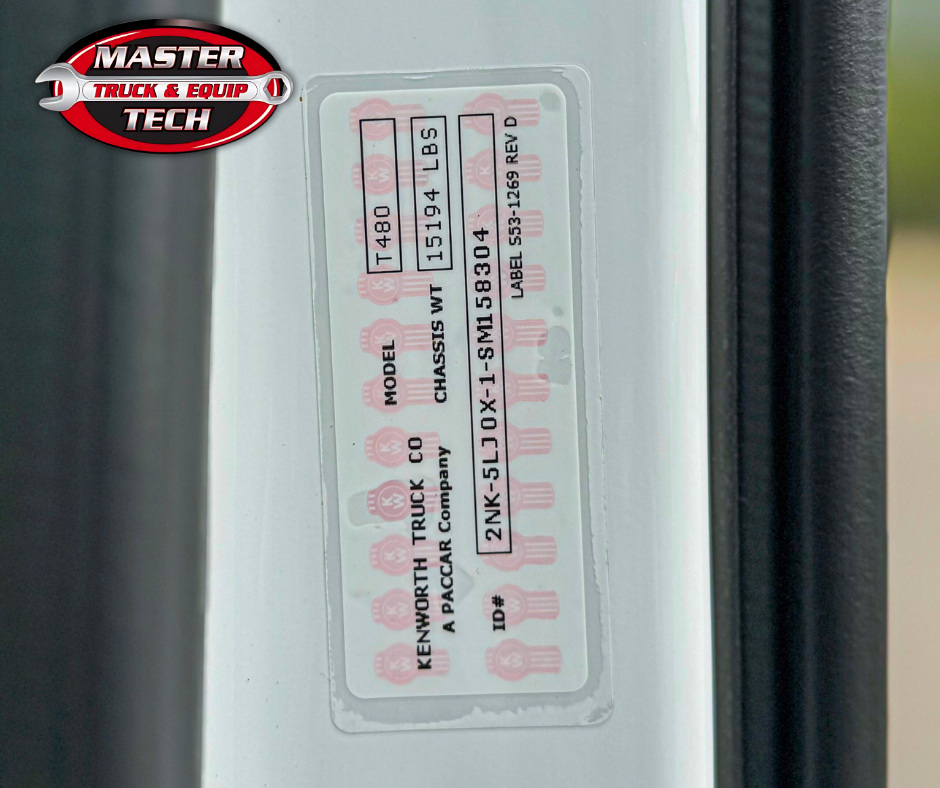 MASTER
TRUCK & EQUIP
TECH
KENWORTH TRUCK CO MODEL T480
A PACCAR Company CHASSIS WT 15194 LBS
ID# 2NK-5LJ0X-1-SM158304
LABEL S53-1269 REV D